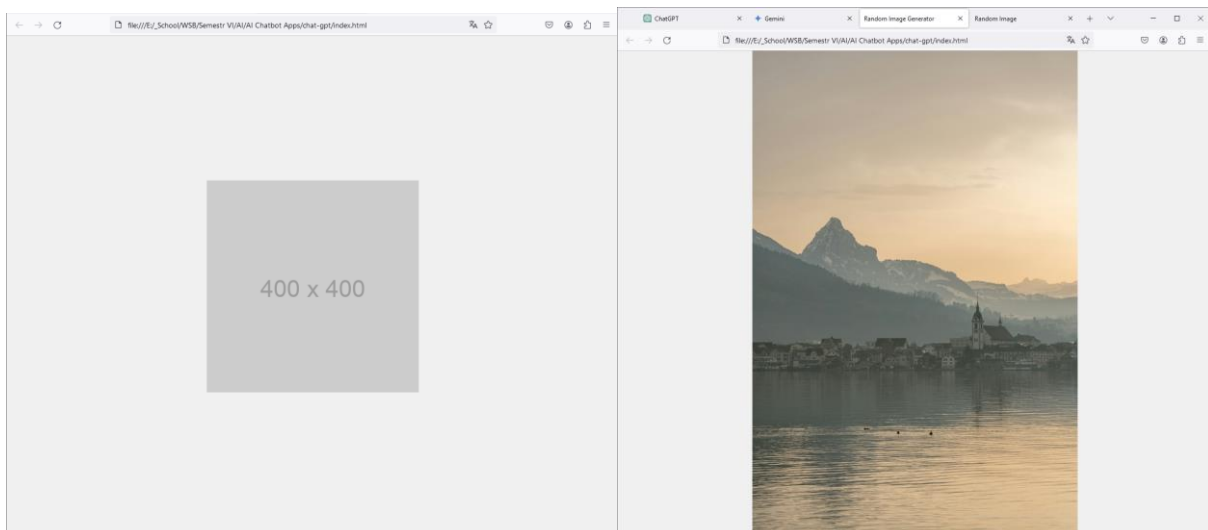 file:///E:/_School/WSB/Semestr VI/AI/AI Chatbot Apps/chat-gpt/index.html
400 x 400
ChatGPT
Gemini
Random Image Generator
Random Image
file:///E:/_School/WSB/Semestr VI/AI/AI Chatbot Apps/chat-gpt/index.html